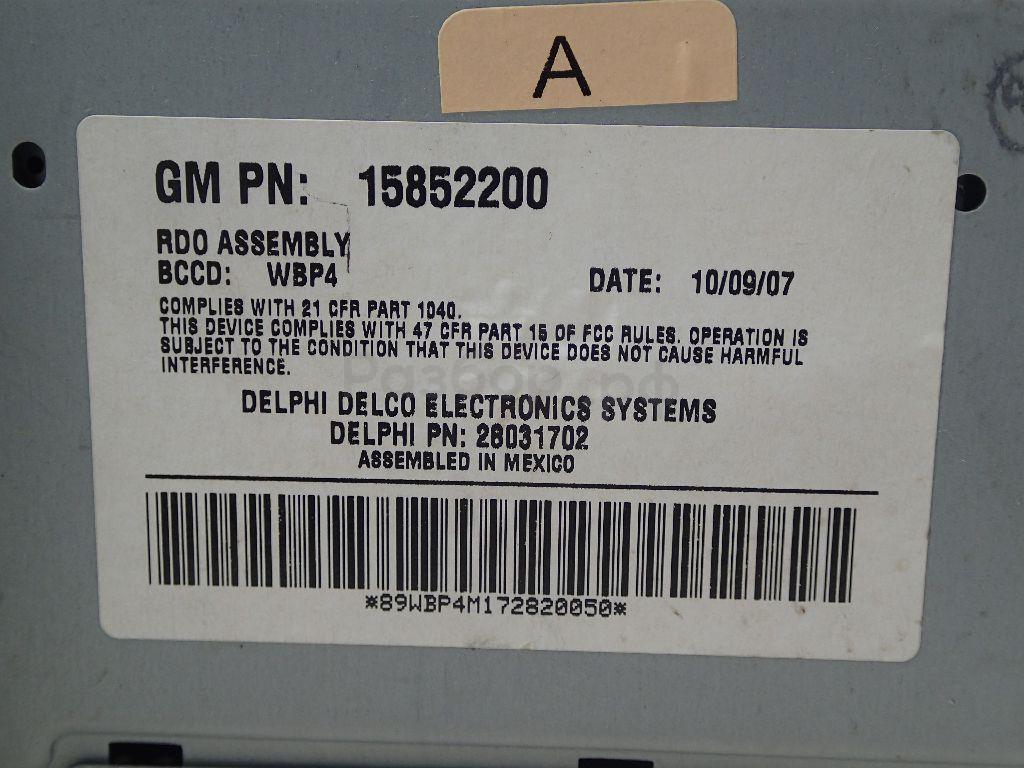 A
GM PN: 15852200
RDO ASSEMBLY
BCCD: WBP4 DATE: 10/09/07
COMPLIES WITH 21 CFR PART 1040.
THIS DEVICE COMPLIES WITH 47 CFR PART 15 OF FCC RULES. OPERATION IS
SUBJECT TO THE CONDITION THAT THIS DEVICE DOES NOT CAUSE HARMFUL
INTERFERENCE.
Разбор.рф
DELPHI DELCO ELECTRONICS SYSTEMS
DELPHI PN: 28031702
ASSEMBLED IN MEXICO
*89WBP4M172820050*